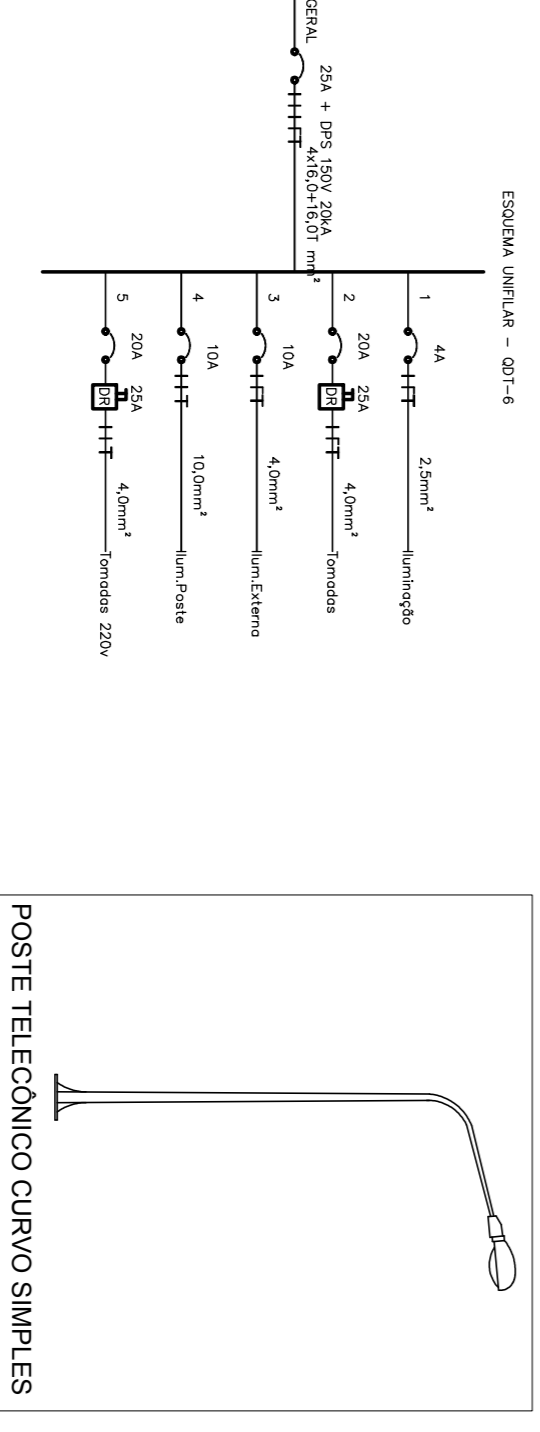 ESQUEMA UNIFILAR - QDT-6
GERAL
25A + DPS 150V 20kA
4x16,0+16,0T mm²
1
4A
2,5mm²
Iluminação
2
20A
DR
25A
4,0mm²
Tomadas
3
10A
4,0mm²
Ilum.Externa
4
10A
10,0mm²
Ilum.Poste
5
20A
DR
25A
4,0mm²
Tomadas 220v
POSTE TELECÔNICO CURVO SIMPLES